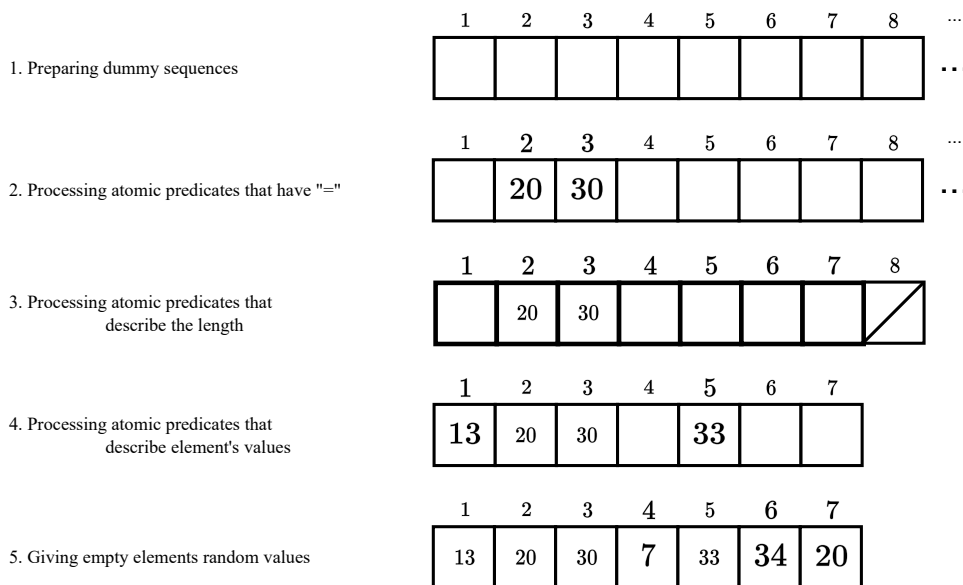 1 2 3 4 5 6 7 8 ...
1. Preparing dummy sequences ...
1 2 3 4 5 6 7 8 ...
2. Processing atomic predicates that have "=" 20 30 ...
1 2 3 4 5 6 7 8
3. Processing atomic predicates that
describe the length
20 30
1 2 3 4 5 6 7
4. Processing atomic predicates that
describe element's values
13 20 30 33
1 2 3 4 5 6 7
5. Giving empty elements random values 13 20 30 7 33 34 20